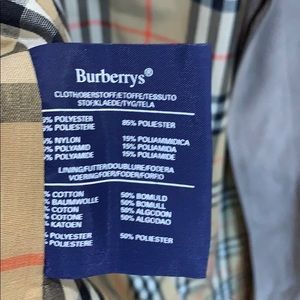 Burberrys®
CLOTH/OBERSTOFF/ETOFFE/TESSUTO
STOF/KLAEDE/TYG/TELA
% POLYESTER 85% POLIESTER
% POLIESTERE
% NYLON 15% POLIAMMIDICA
% POLYAMID 15% POLIAMIDA
% POLYAMIDE 15% POLIAMIDE
LINING/FUTTER/DOUBLURE/FODERA
VOERING/FOER/FODER/FORRO
% COTTON 50% BOMULD
% BAUMWOLLE 50% BOMULL
% COTON 50% ALGODON
% COTONE 50% ALGODAO
% KATOEN
% POLYESTER 50% POLIESTER
% POLIESTERE